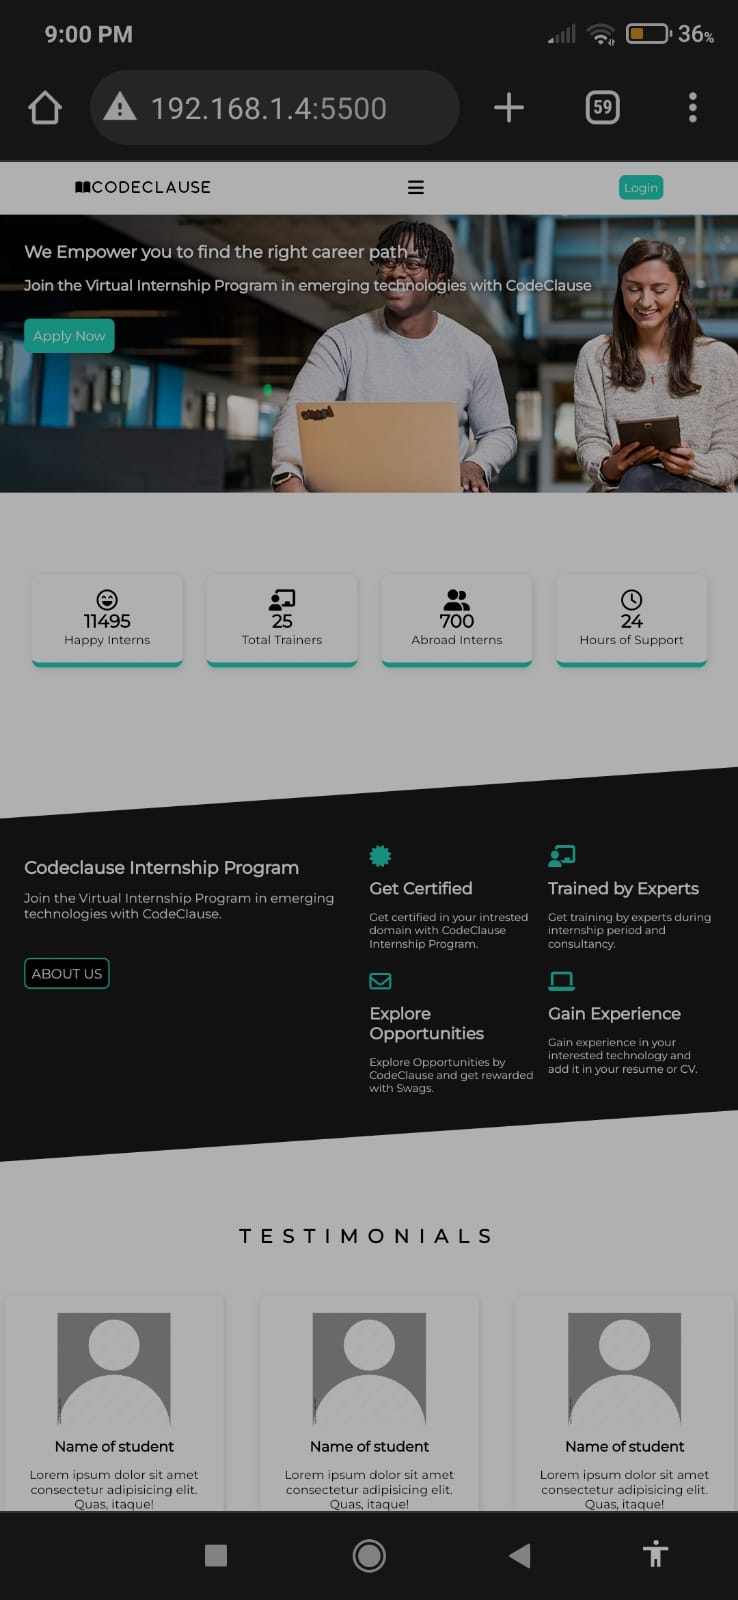 9:00 PM
36%
192.168.1.4:5500
59
CODECLAUSE
Login
We Empower you to find the right career path
Join the Virtual Internship Program in emerging technologies with CodeClause
Apply Now
11495
Happy Interns
25
Total Trainers
700
Abroad Interns
24
Hours of Support
Codeclause Internship Program
Join the Virtual Internship Program in emerging
technologies with CodeClause.
ABOUT US
Get Certified
Get certified in your intrested
domain with CodeClause
Internship Program.
Trained by Experts
Get training by experts during
internship period and
consultancy.
Explore
Opportunities
Explore Opportunities by
CodeClause and get rewarded
with Swags.
Gain Experience
Gain experience in your
interested technology and
add it in your resume or CV.
TESTIMONIALS
Name of student
Lorem ipsum dolor sit amet
consectetur adipisicing elit.
Quas, itaque!
Name of student
Lorem ipsum dolor sit amet
consectetur adipisicing elit.
Quas, itaque!
Name of student
Lorem ipsum dolor sit amet
consectetur adipisicing elit.
Quas, itaque!